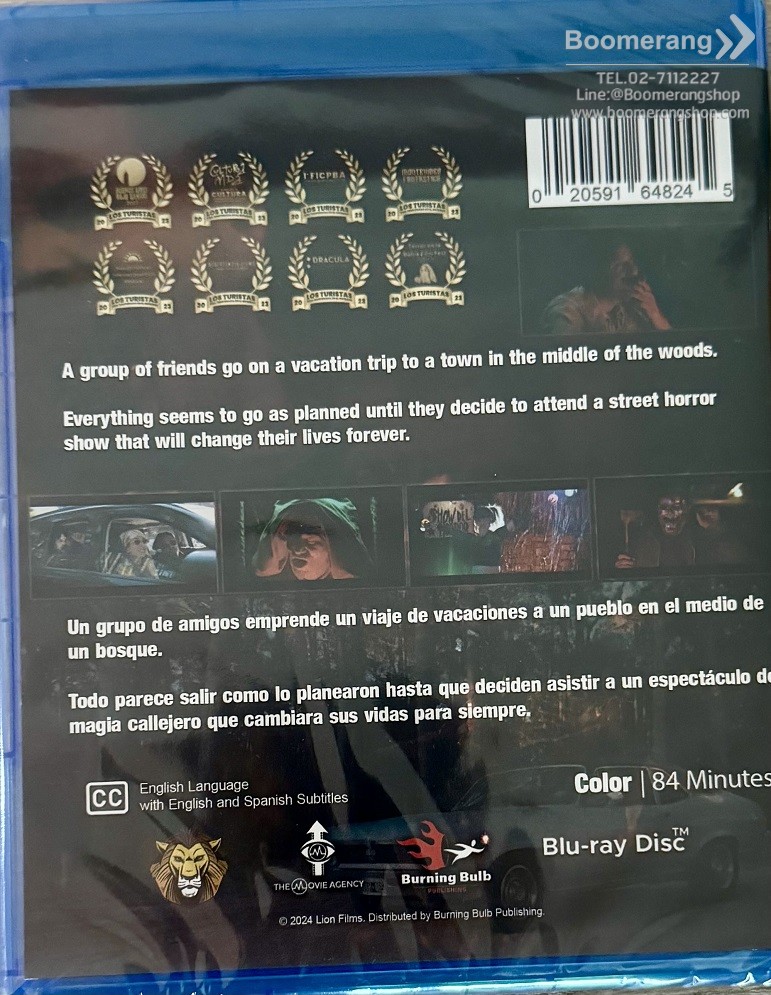 Boomerang
TEL.02-7112227
Line:@Boomerangshop
www.boomerangshop.com
0 20591 64824 5
CULTURA
FICPBA
LOS TURISTAS
LOS TURISTAS
LOS TURISTAS
LOS TURISTAS
DRACULA
LOS TURISTAS
LOS TURISTAS
LOS TURISTAS
LOS TURISTAS
A group of friends go on a vacation trip to a town in the middle of the woods.
Everything seems to go as planned until they decide to attend a street horror
show that will change their lives forever.
Un grupo de amigos emprende un viaje de vacaciones a un pueblo en el medio de
un bosque.
Todo parece salir como lo planearon hasta que deciden asistir a un espectáculo de
magia callejero que cambiara sus vidas para siempre.
CC
English Language
with English and Spanish Subtitles
Color | 84 Minutes
THE MOVIE AGENCY
Burning Bulb
PUBLISHING
Blu-ray Disc™
© 2024 Lion Films. Distributed by Burning Bulb Publishing.